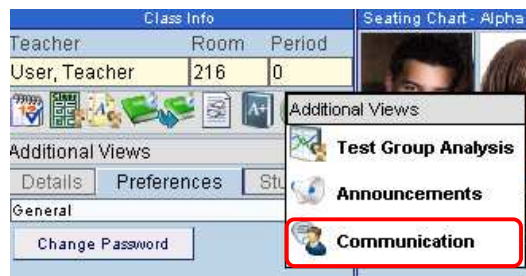 Class Info
Seating Chart - Alpha
Teacher Room Period
User, Teacher 216 0
A+
Additional Views
Additional Views
Test Group Analysis
Announcements
Communication
Details Preferences Stu
General
Change Password